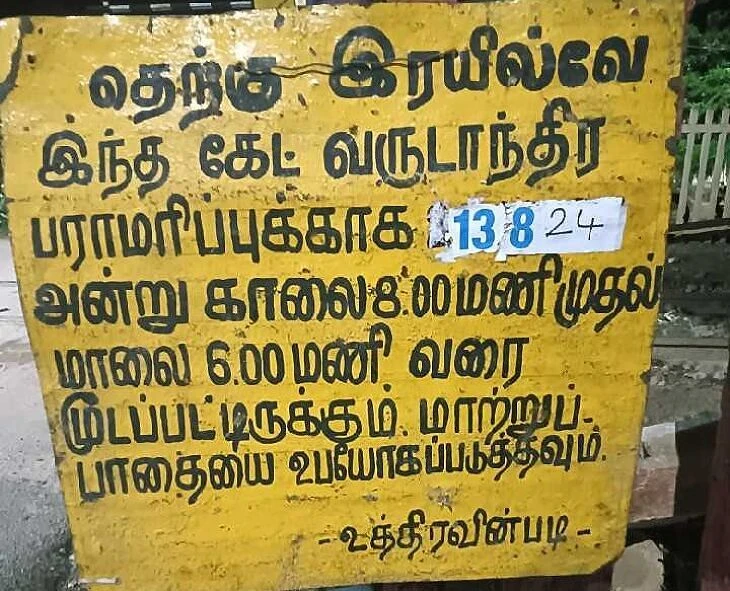 தெற்கு இரயில்வே
இந்த கேட் வருடாந்திர
பராமரிப்புக்காக 13 8 24
அன்று காலை 8.00 மணி முதல்
மாலை 6.00 மணி வரை
மூடப்பட்டிருக்கும் மாற்றுப்
பாதையை உபயோகப்படுத்தவும்.
- உத்திரவின்படி -